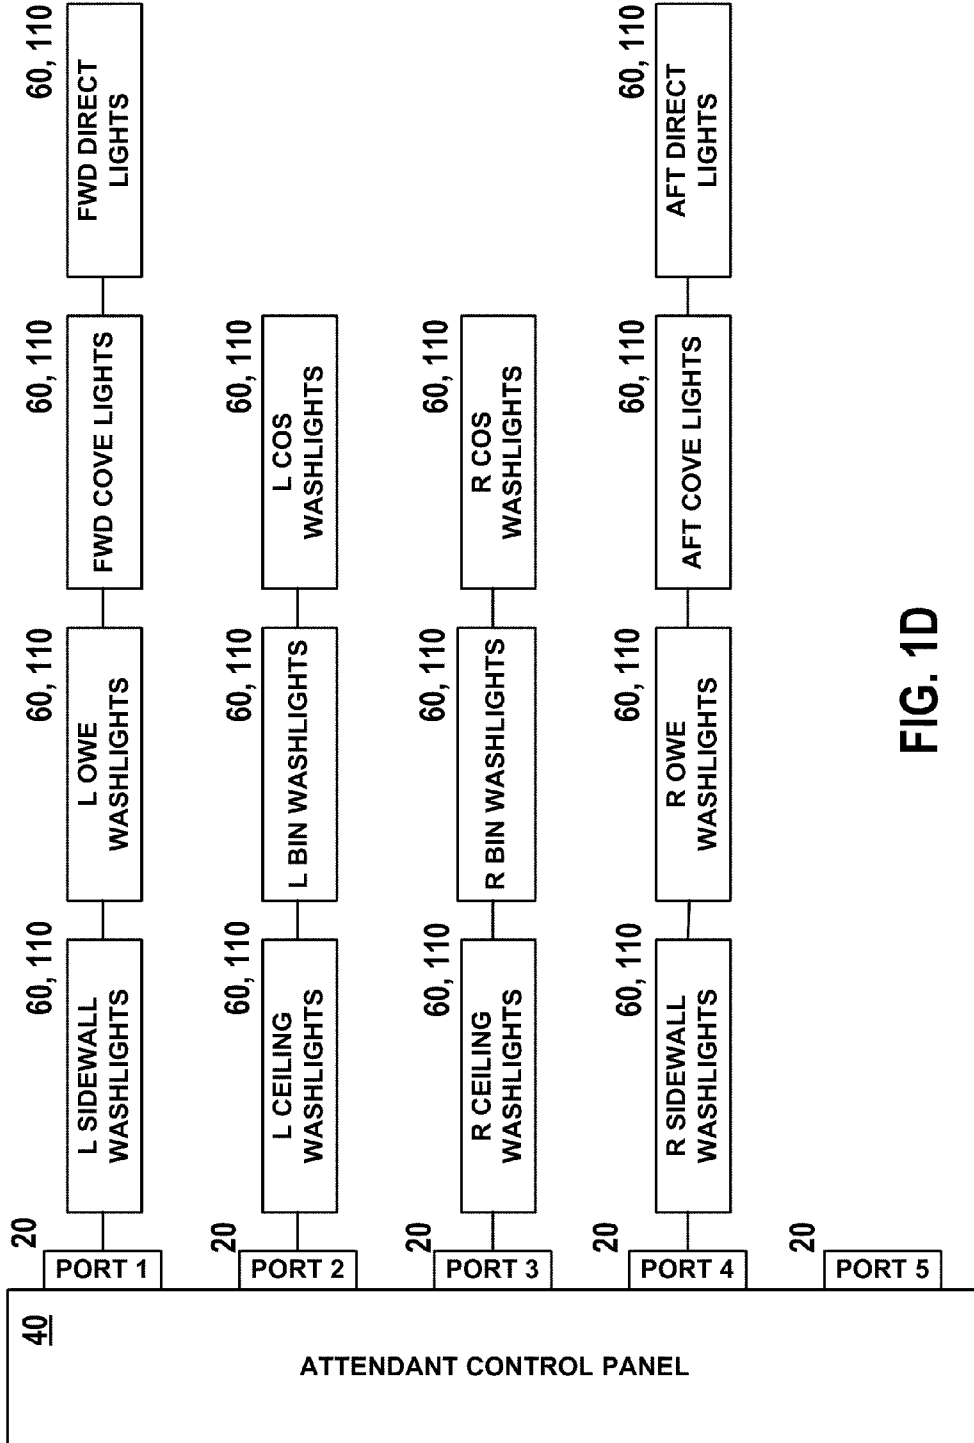 60, 110
FWD DIRECT
LIGHTS
60, 110
AFT DIRECT
LIGHTS
60, 110
FWD COVE LIGHTS
60, 110
L COS
WASHLIGHTS
60, 110
R COS
WASHLIGHTS
60, 110
AFT COVE LIGHTS
60, 110
L OWE
WASHLIGHTS
60, 110
L BIN WASHLIGHTS
60, 110
R BIN WASHLIGHTS
60, 110
R OWE
WASHLIGHTS
60, 110
L SIDEWALL
WASHLIGHTS
60, 110
L CEILING
WASHLIGHTS
60, 110
R CEILING
WASHLIGHTS
60, 110
R SIDEWALL
WASHLIGHTS
20
PORT 1
20
PORT 2
20
PORT 3
20
PORT 4
20
PORT 5
40
ATTENDANT CONTROL PANEL
FIG. 1D